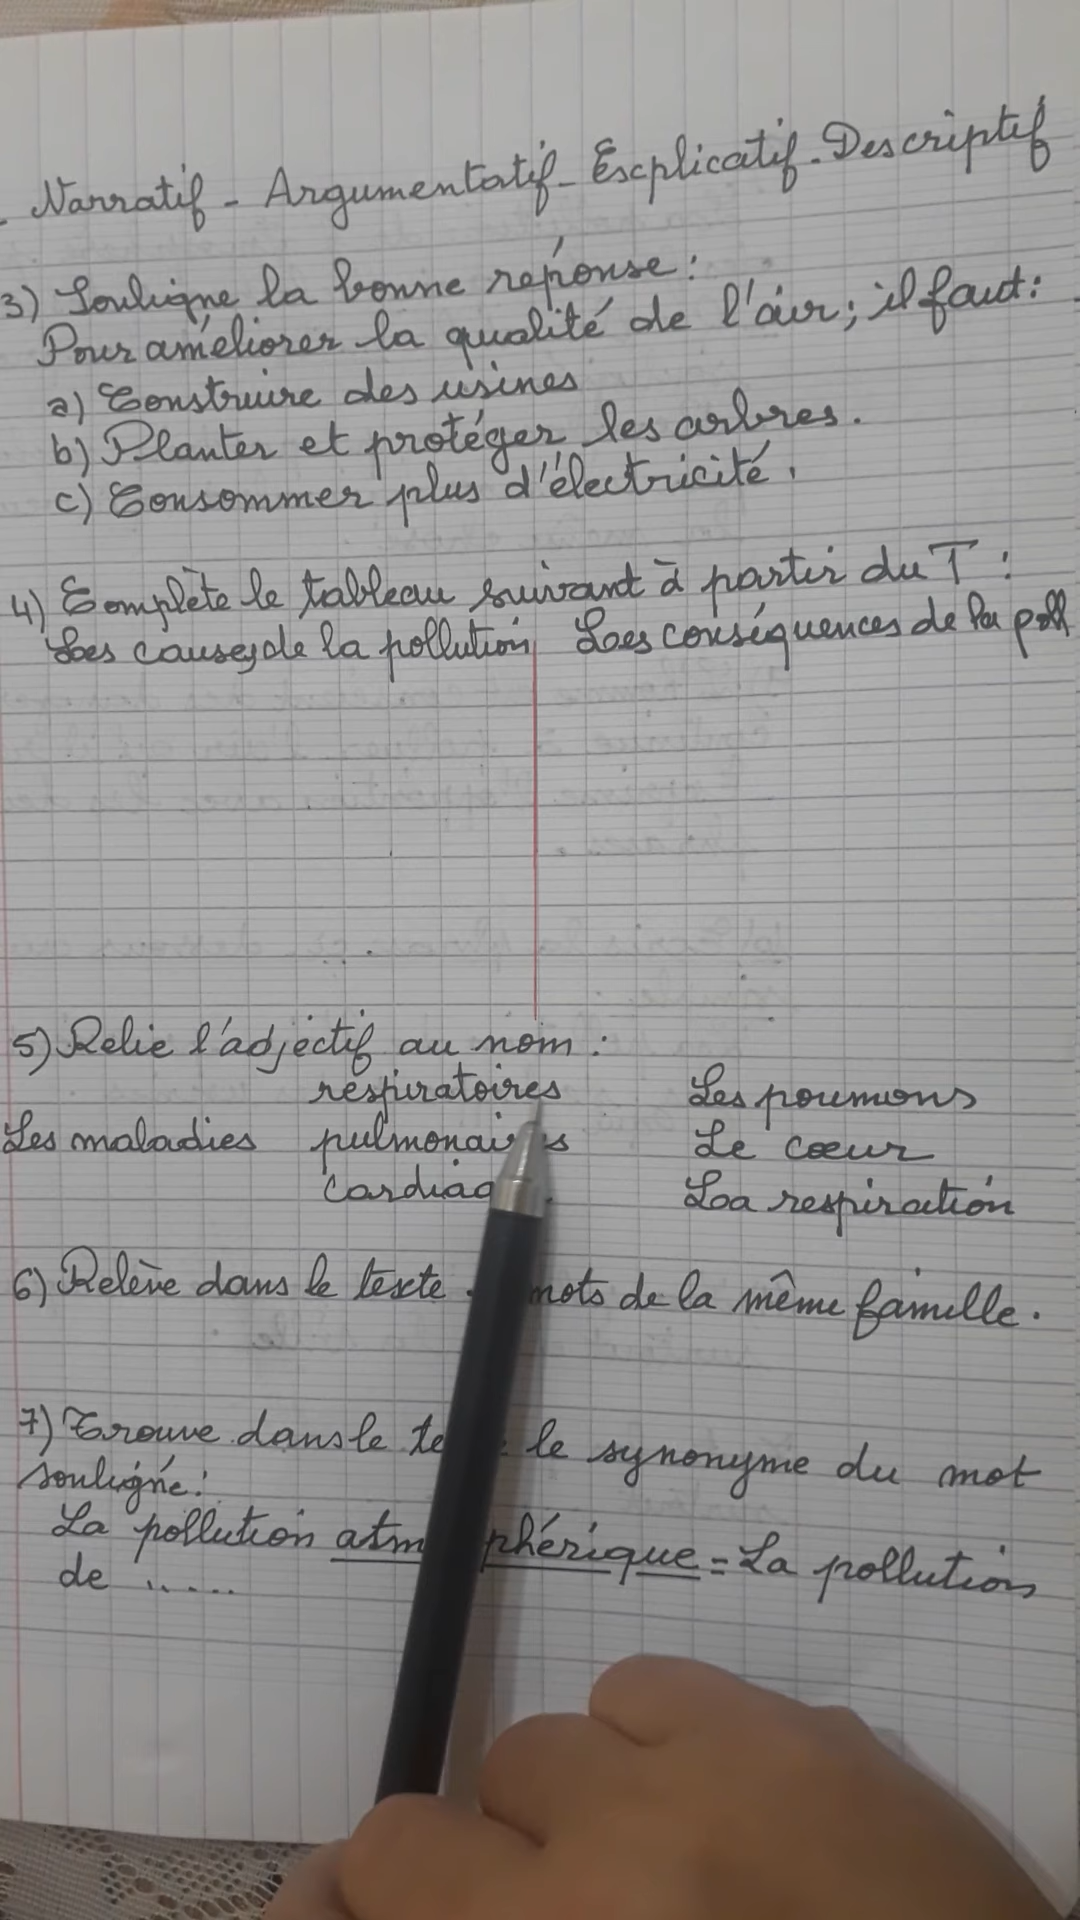 - Narratif - Argumentatif - Explicatif - Descriptif
3) Souligne la bonne réponse :
Pour améliorer la qualité de l'air ; il faut :
a) Construire des usines
b) Planter et protéger les arbres.
c) Consommer plus d'électricité.
4) Complète le tableau suivant à partir du T :
Les causes de la pollution Les conséquences de la poll
5) Relie l'adjectif au nom :
respiratoires Les poumons
Les maladies pulmonaires Le cœur
La respiration
6) Relève dans le texte mots de la même famille.
7) Trouve dans le le synonyme du mot
souligné :
La pollution atmosphérique = La pollution
de .....